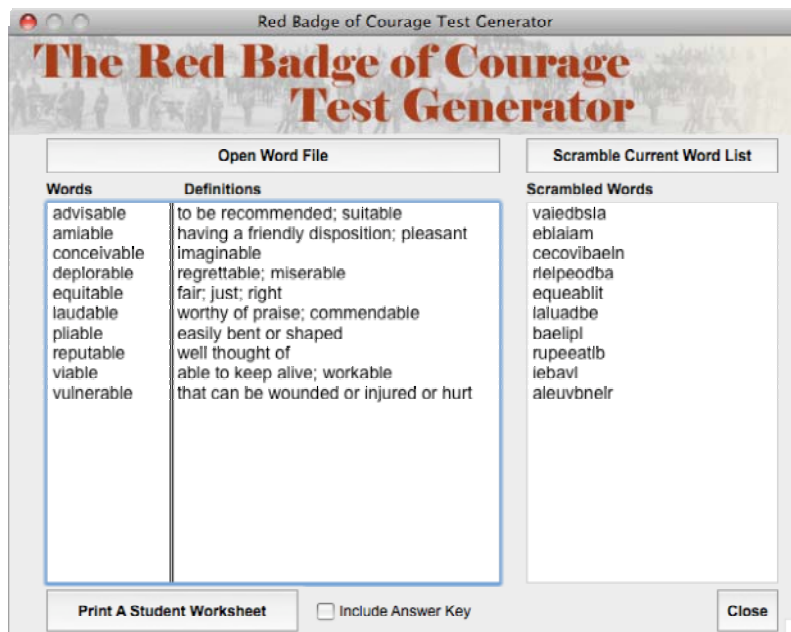 Red Badge of Courage Test Generator
The Red Badge of Courage
Test Generator
Open Word File
Scramble Current Word List
Words Definitions
Scrambled Words
advisable to be recommended; suitable
amiable having a friendly disposition; pleasant
conceivable imaginable
deplorable regrettable; miserable
equitable fair; just; right
laudable worthy of praise; commendable
pliable easily bent or shaped
reputable well thought of
viable able to keep alive; workable
vulnerable that can be wounded or injured or hurt
vaiedbsla
eblaiam
cecovibaeln
rlelpeodba
equeablit
laluadbe
baelipl
rupeeatlb
iebavl
aleuvbnelr
Print A Student Worksheet
Include Answer Key
Close